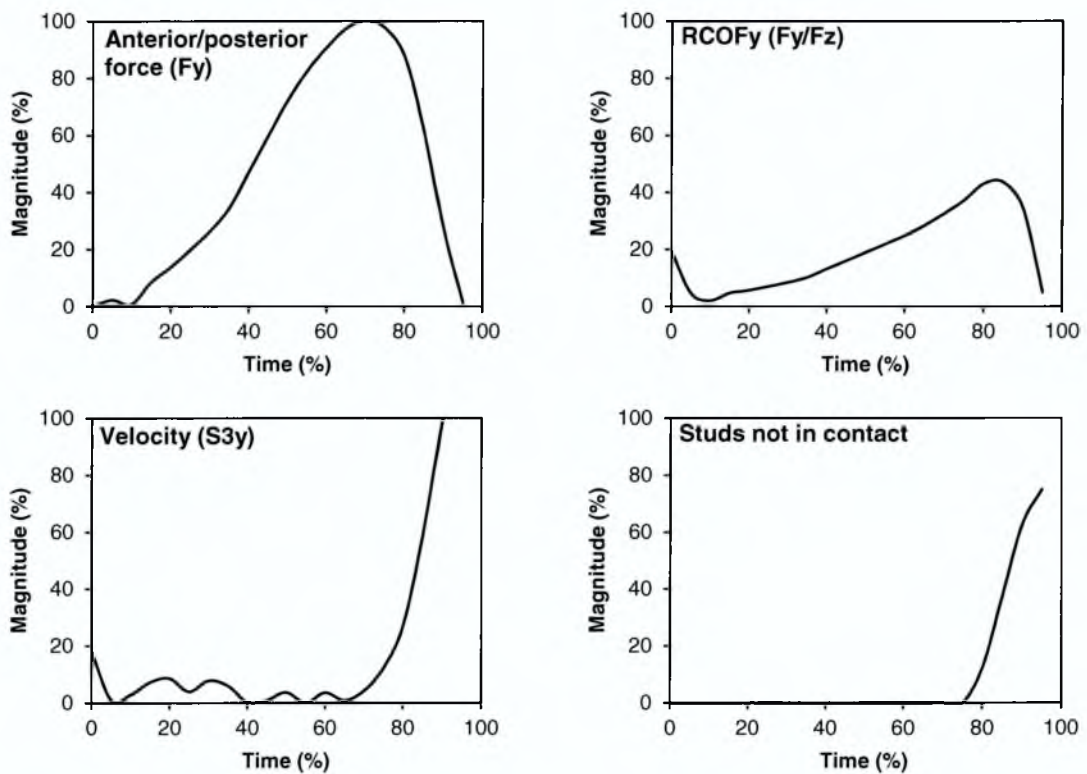 Anterior/posterior
force (Fy)
Magnitude (%)
100
80
60
40
20
0
0 20 40 60 80 100
Time (%)
RCOFy (Fy/Fz)
Magnitude (%)
100
80
60
40
20
0
0 20 40 60 80 100
Time (%)
Velocity (S3y)
Magnitude (%)
100
80
60
40
20
0
0 20 40 60 80 100
Time (%)
Studs not in contact
Magnitude (%)
100
80
60
40
20
0
0 20 40 60 80 100
Time (%)